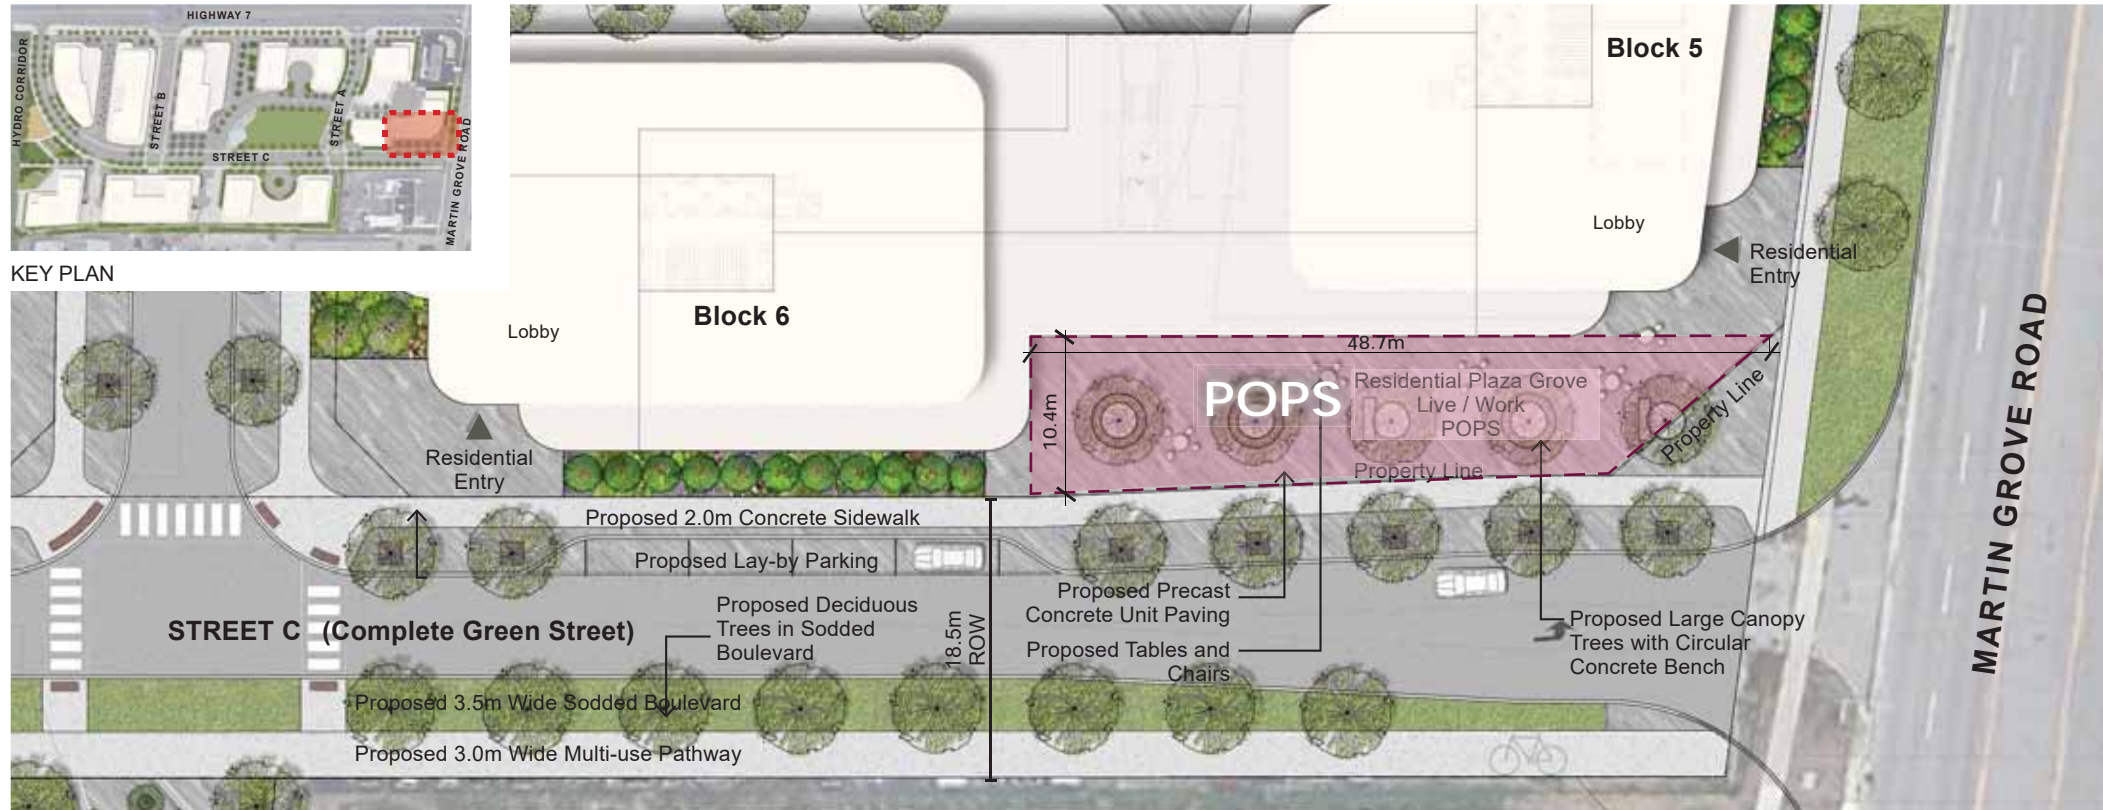 HIGHWAY 7
HYDRO CORRIDOR
STREET B
STREET A
STREET C
MARTIN GROVE ROAD
KEY PLAN
Block 5
Lobby
Residential
Entry
Block 6
Lobby
Residential
Entry
48.7m
10.4m
POPS
Residential Plaza Grove
Live / Work
POPS
Property Line
Property Line
Proposed 2.0m Concrete Sidewalk
Proposed Lay-by Parking
STREET C (Complete Green Street)
Proposed Deciduous
Trees in Sodded
Boulevard
18.5m
ROW
Proposed Precast
Concrete Unit Paving
Proposed Tables and
Chairs
Proposed Large Canopy
Trees with Circular
Concrete Bench
Proposed 3.5m Wide Sodded Boulevard
Proposed 3.0m Wide Multi-use Pathway
MARTIN GROVE ROAD